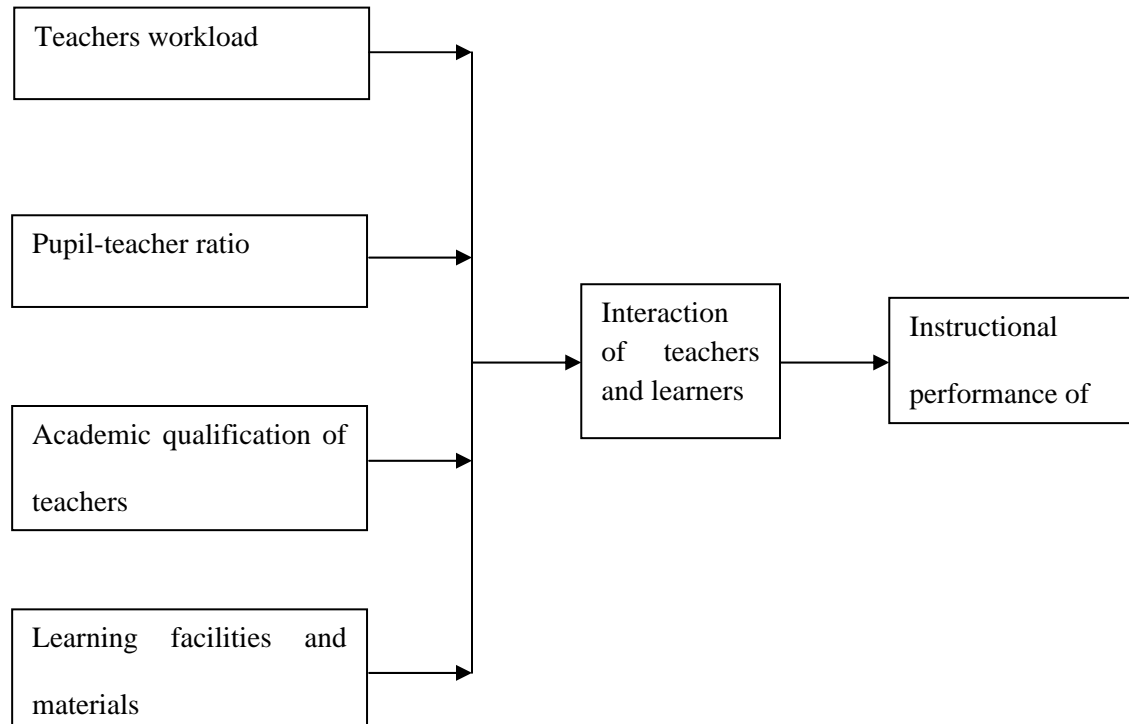 Teachers workload
Pupil-teacher ratio
Academic qualification of
teachers
Learning facilities and
materials
Interaction
of teachers
and learners
Instructional
performance of